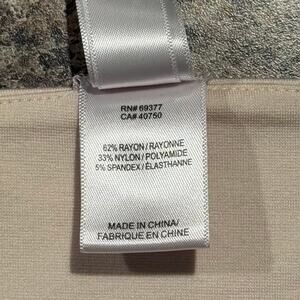 RN# 69377
CA# 40750
62% RAYON / RAYONNE
33% NYLON / POLYAMIDE
5% SPANDEX / ÉLASTHANNE
MADE IN CHINA/
FABRIQUE EN CHINE